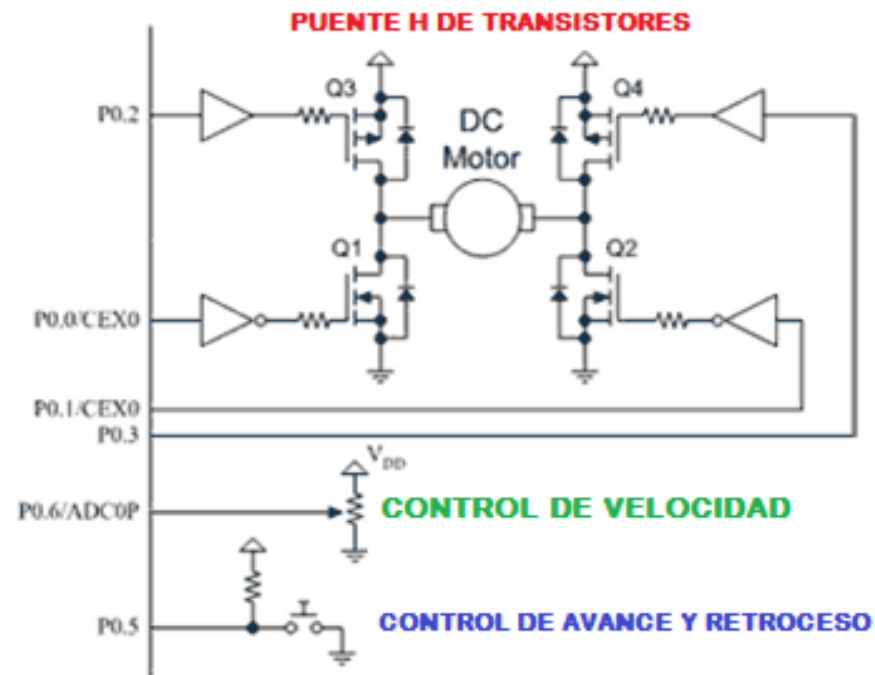 PUENTE H DE TRANSISTORES
Q3
Q4
P0.2
DC
Motor
Q1
Q2
P0.0/CEX0
P0.1/CEX0
P0.3
VDD
P0.6/ADC0P
CONTROL DE VELOCIDAD
P0.5
CONTROL DE AVANCE Y RETROCESO